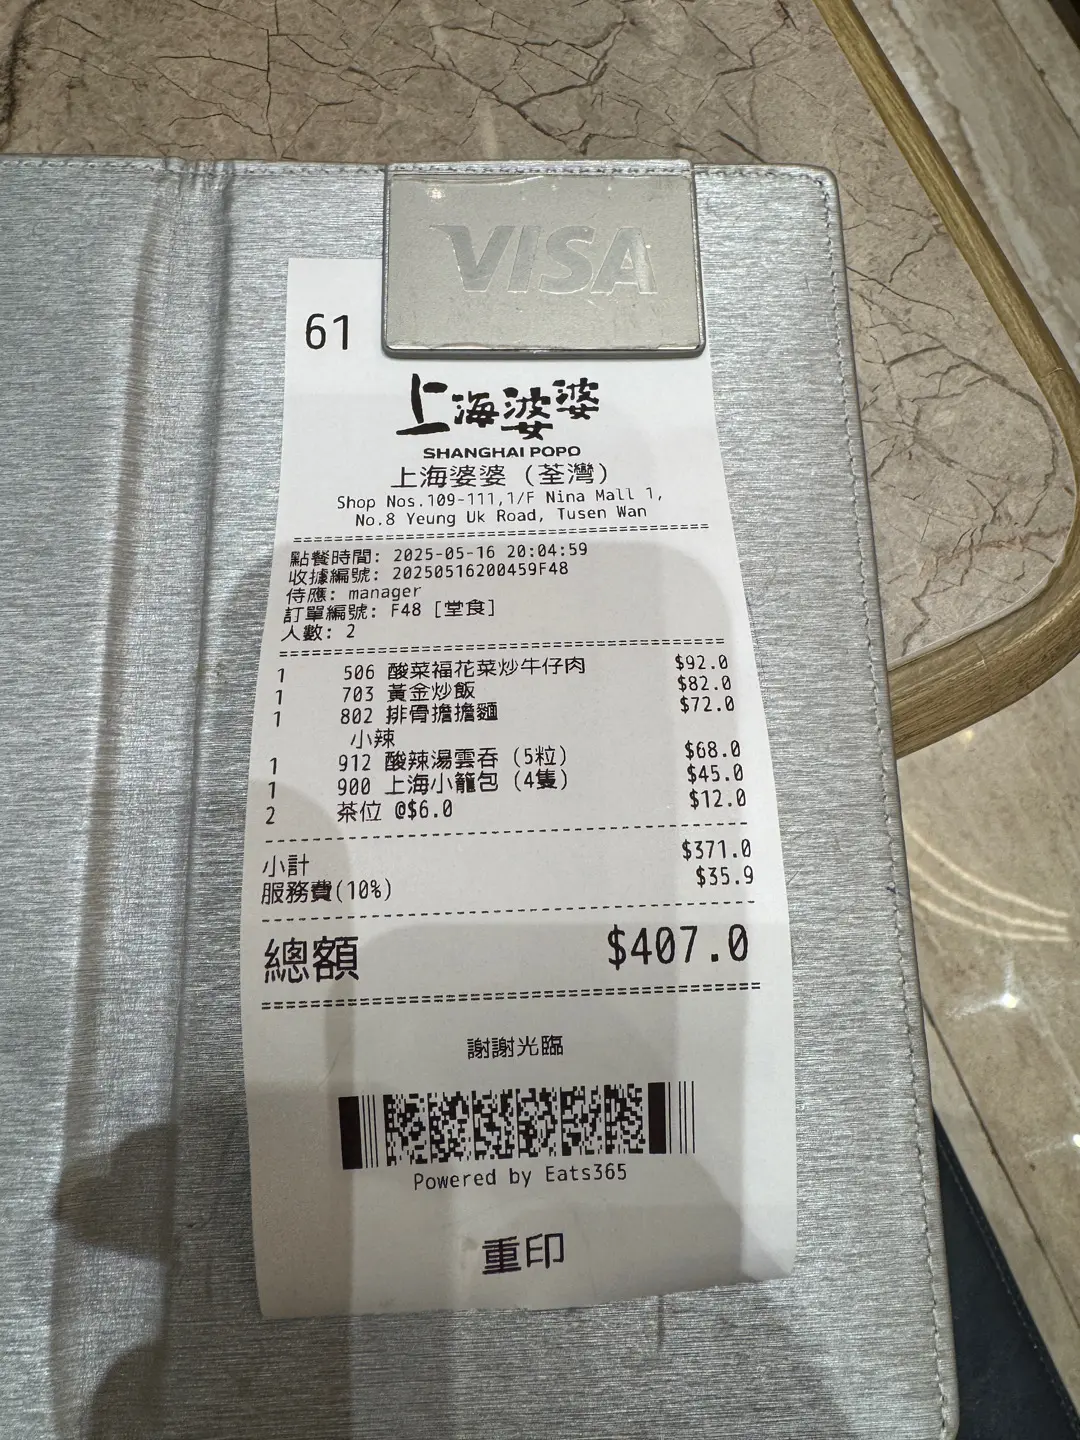 VISA
61
上海婆婆
SHANGHAI POPO
上海婆婆 (荃灣)
Shop Nos.109-111,1/F Nina Mall 1,
No.8 Yeung Uk Road, Tusen Wan
點餐時間: 2025-05-16 20:04:59
收據編號: 20250516200459F48
侍應: manager
訂單編號: F48 [堂食]
人數: 2
1 506 酸菜福花菜炒牛仔肉 $92.0
1 703 黃金炒飯 $82.0
1 802 排骨擔擔麵 $72.0
小辣
1 912 酸辣湯雲吞 (5粒) $68.0
1 900 上海小籠包 (4隻) $45.0
2 茶位 @$6.0 $12.0
小計 $371.0
服務費(10%) $35.9
總額 $407.0
謝謝光臨
Powered by Eats365
重印